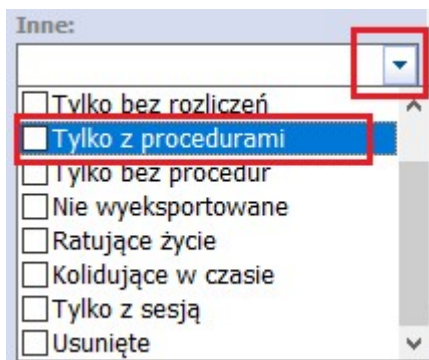 Inne:
Tylko bez rozliczeń
Tylko z procedurami
Tylko bez procedur
Nie wyeksportowane
Ratujące życie
Kolidujące w czasie
Tylko z sesją
Usunięte